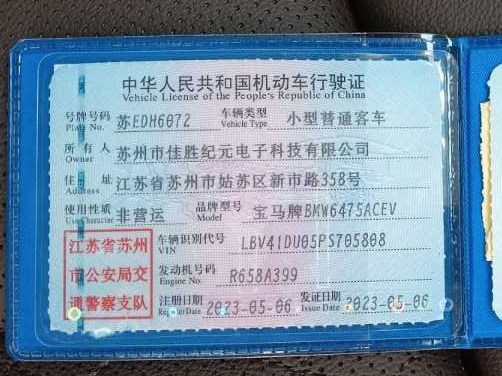 中华人民共和国机动车行驶证
Vehicle License of the People's Republic of China
号牌号码 苏EDH6072 车辆类型 小型普通客车
Plate No. Vehicle Type
所有人 苏州市佳胜纪元电子科技有限公司
Owner
住址 江苏省苏州市姑苏区新市路358号
Address
使用性质 非营运 品牌型号 宝马牌BMW6475ACEV
Use Character Model
江苏省苏州
市公安局交
通警察支队
车辆识别代号 LBV41DU05PS705808
VIN
发动机号码 R658A399
Engine No.
注册日期 2023-05-06 发证日期 2023-05-06
Register Date Issue Date